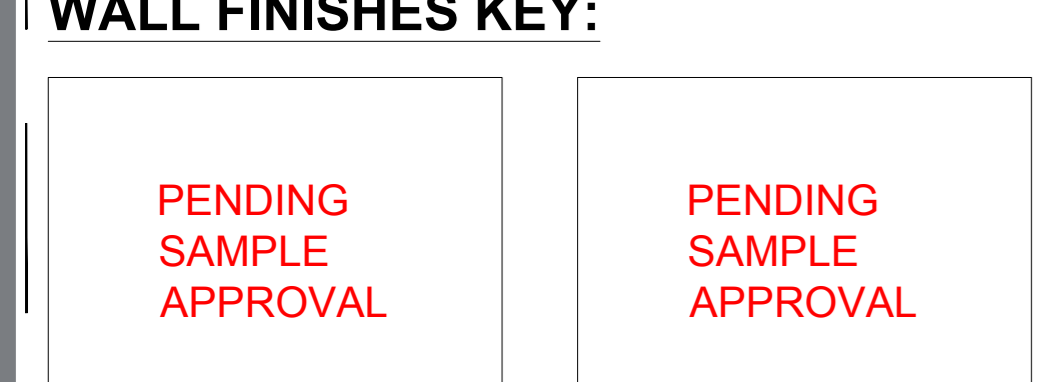 WALL FINISHES KEY:
PENDING
SAMPLE
APPROVAL
PENDING
SAMPLE
APPROVAL